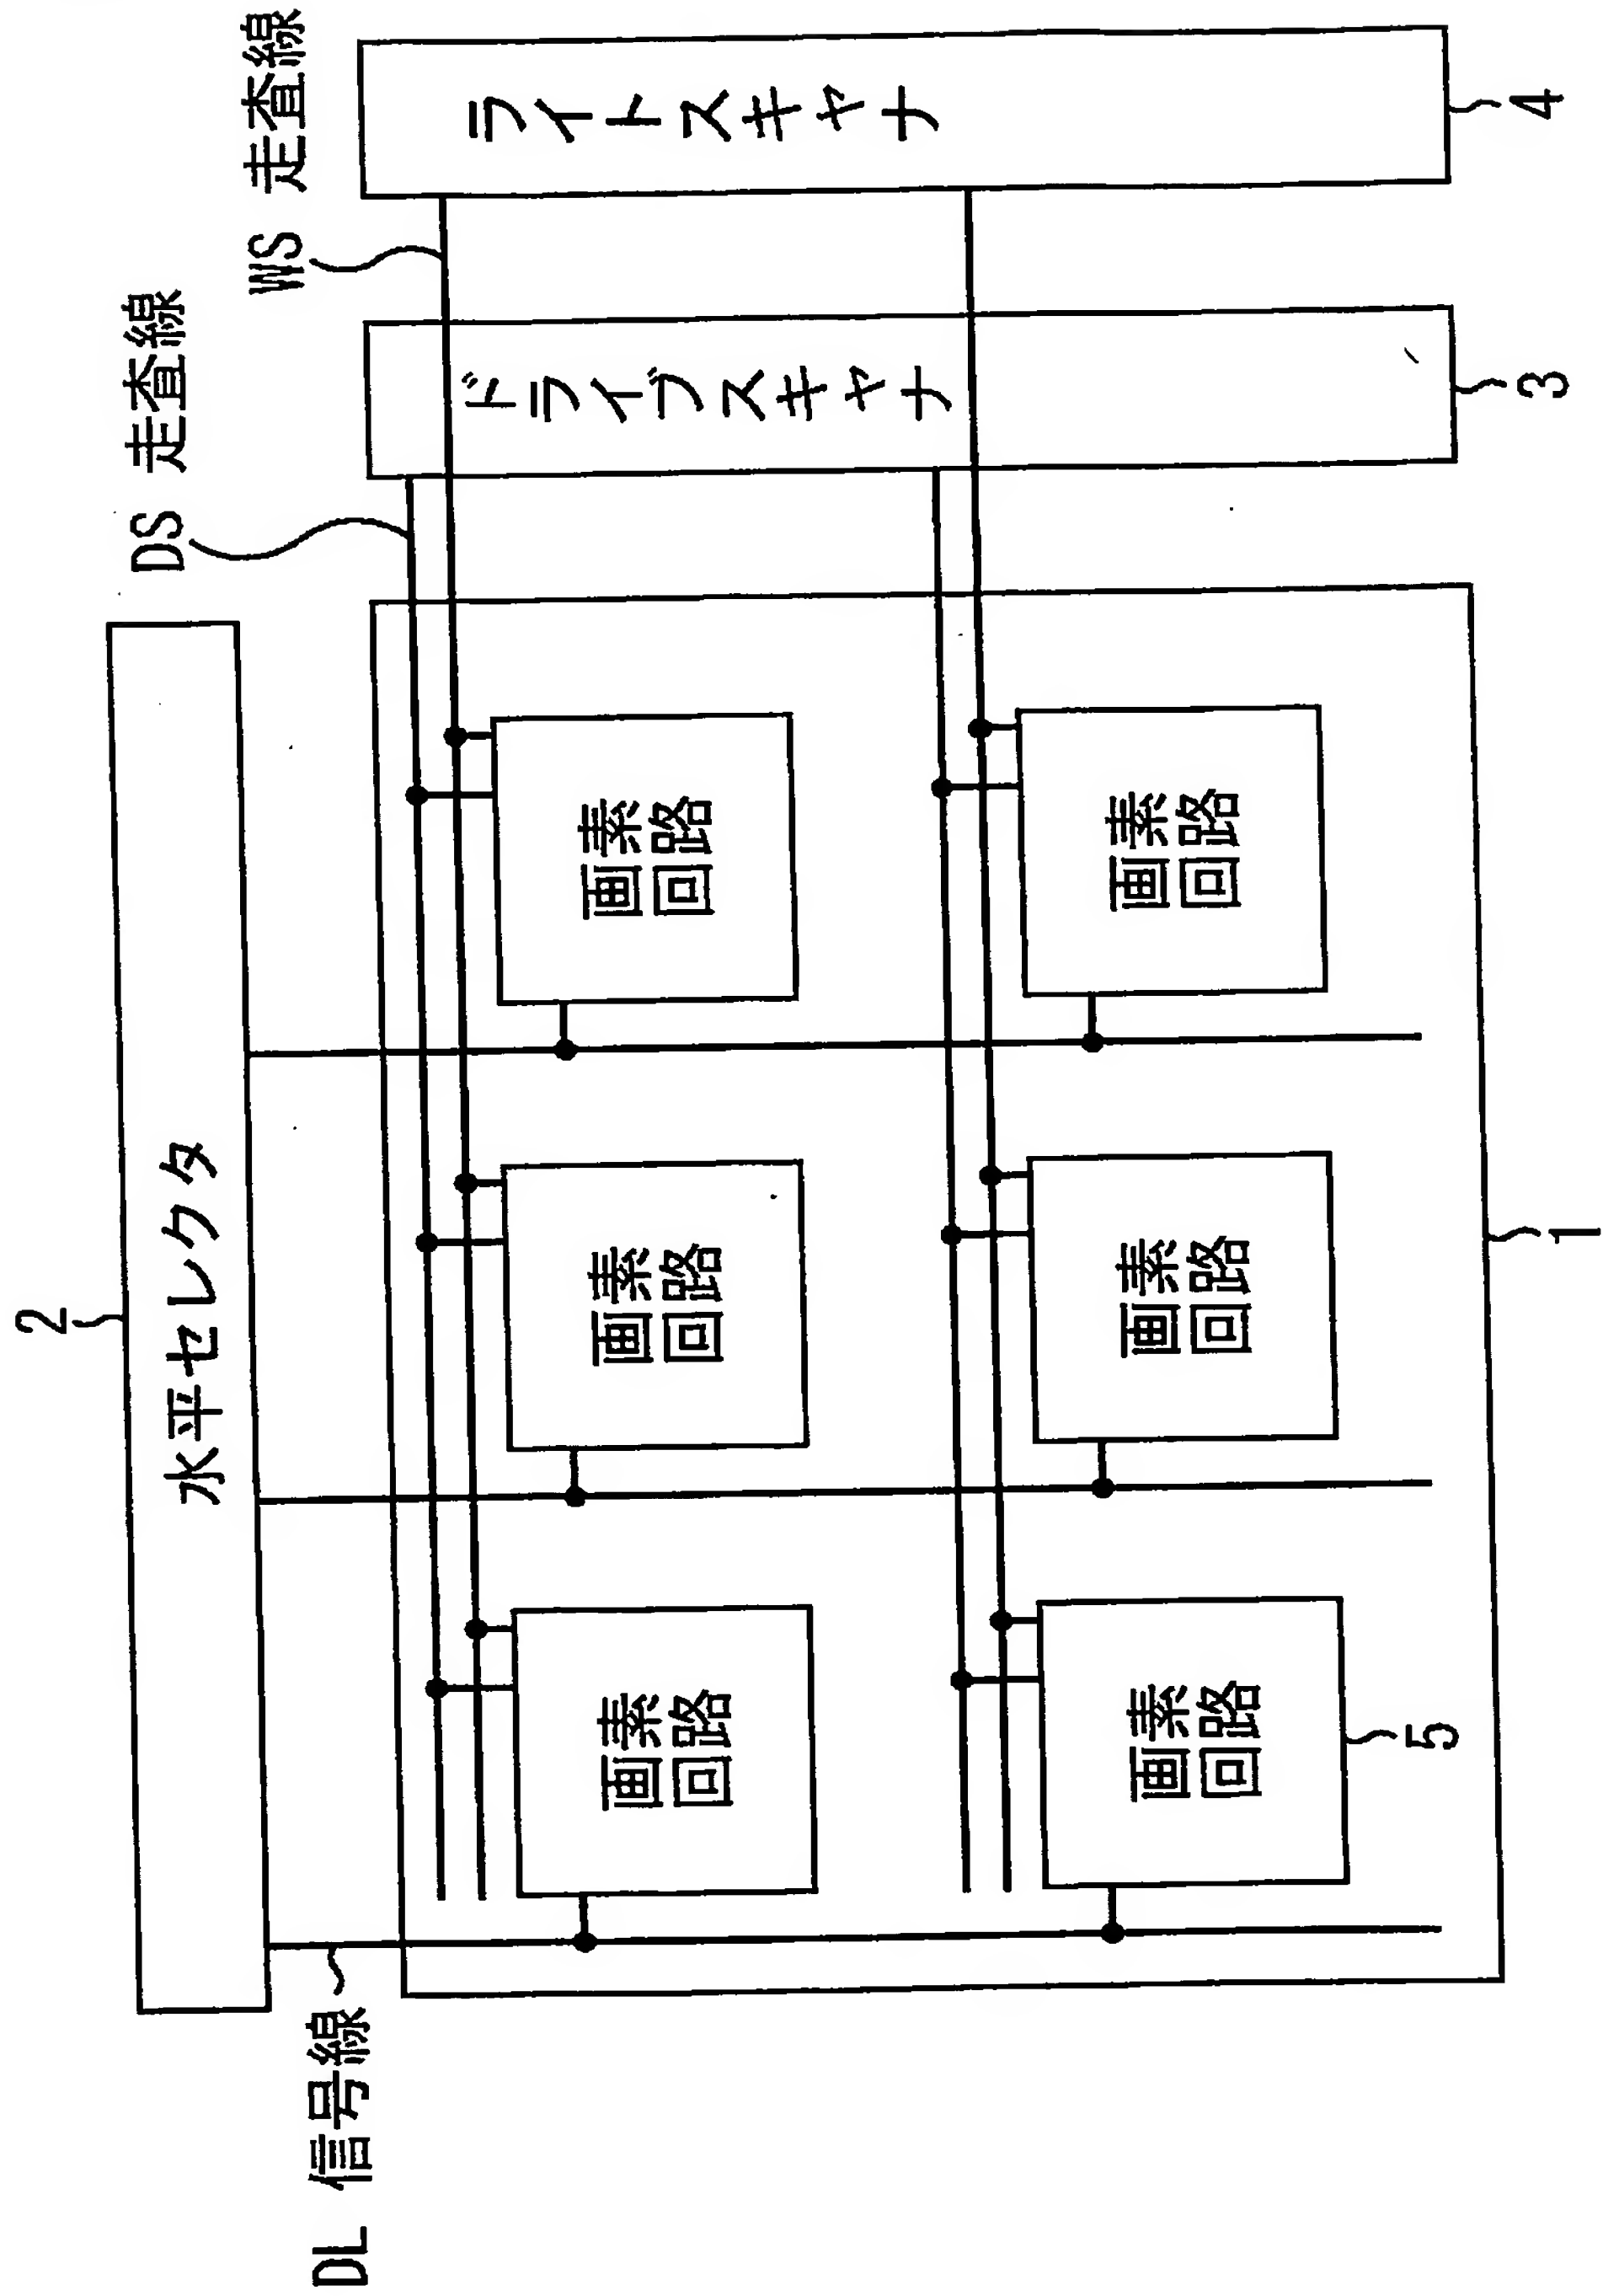 2
水平セレクタ
DS 走査線
WS 走査線
DL 信号線
ドライブスキャナ
ライトスキャナ
画素
回路
画素
回路
画素
回路
画素
回路
画素
回路
画素
回路
5
1
3
4